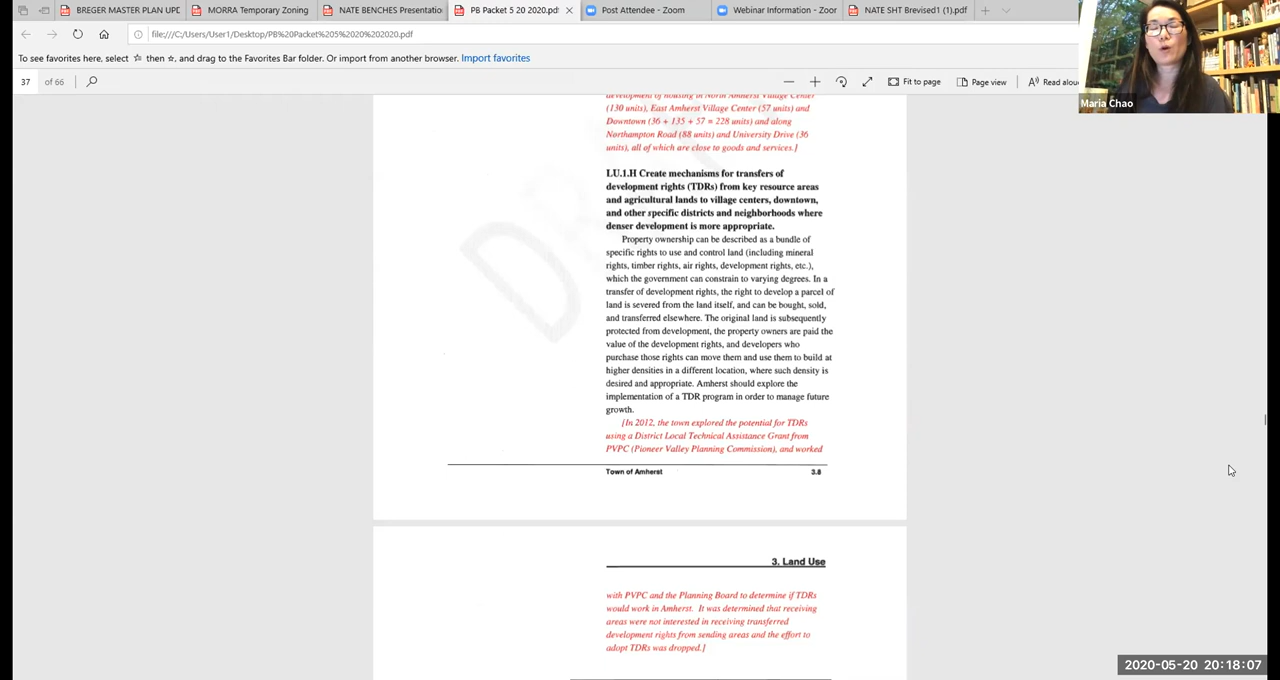 BREGER MASTER PLAN UPD
MORRA Temporary Zoning
NATE BENCHES Presentatio
PB Packet 5 20 2020.pdf
Post Attendee - Zoom
Webinar Information - Zoor
NATE SHT Brevised1 (1).pdf
file:///C:/Users/User1/Desktop/PB%20Packet%205%2020%202020.pdf
To see favorites here, select ☆ then ☆, and drag to the Favorites Bar folder. Or import from another browser. Import favorites
37 of 66
Fit to page
Page view
Read alou
Maria Chao
development of housing in North Amherst Village Center
(130 units), East Amherst Village Center (57 units) and
Downtown (36 + 135 + 57 = 228 units) and along
Northampton Road (88 units) and University Drive (36
units), all of which are close to goods and services.]
LU.1.H Create mechanisms for transfers of
development rights (TDRs) from key resource areas
and agricultural lands to village centers, downtown,
and other specific districts and neighborhoods where
denser development is more appropriate.
Property ownership can be described as a bundle of
specific rights to use and control land (including mineral
rights, timber rights, air rights, development rights, etc.),
which the government can constrain to varying degrees. In a
transfer of development rights, the right to develop a parcel of
land is severed from the land itself, and can be bought, sold,
and transferred elsewhere. The original land is subsequently
protected from development, the property owners are paid the
value of the development rights, and developers who
purchase those rights can move them and use them to build at
higher densities in a different location, where such density is
desired and appropriate. Amherst should explore the
implementation of a TDR program in order to manage future
growth.
[In 2012, the town explored the potential for TDRs
using a District Local Technical Assistance Grant from
PVPC (Pioneer Valley Planning Commission), and worked
Town of Amherst 3.8
3. Land Use
with PVPC and the Planning Board to determine if TDRs
would work in Amherst. It was determined that receiving
areas were not interested in receiving transferred
development rights from sending areas and the effort to
adopt TDRs was dropped.]
2020-05-20 20:18:07